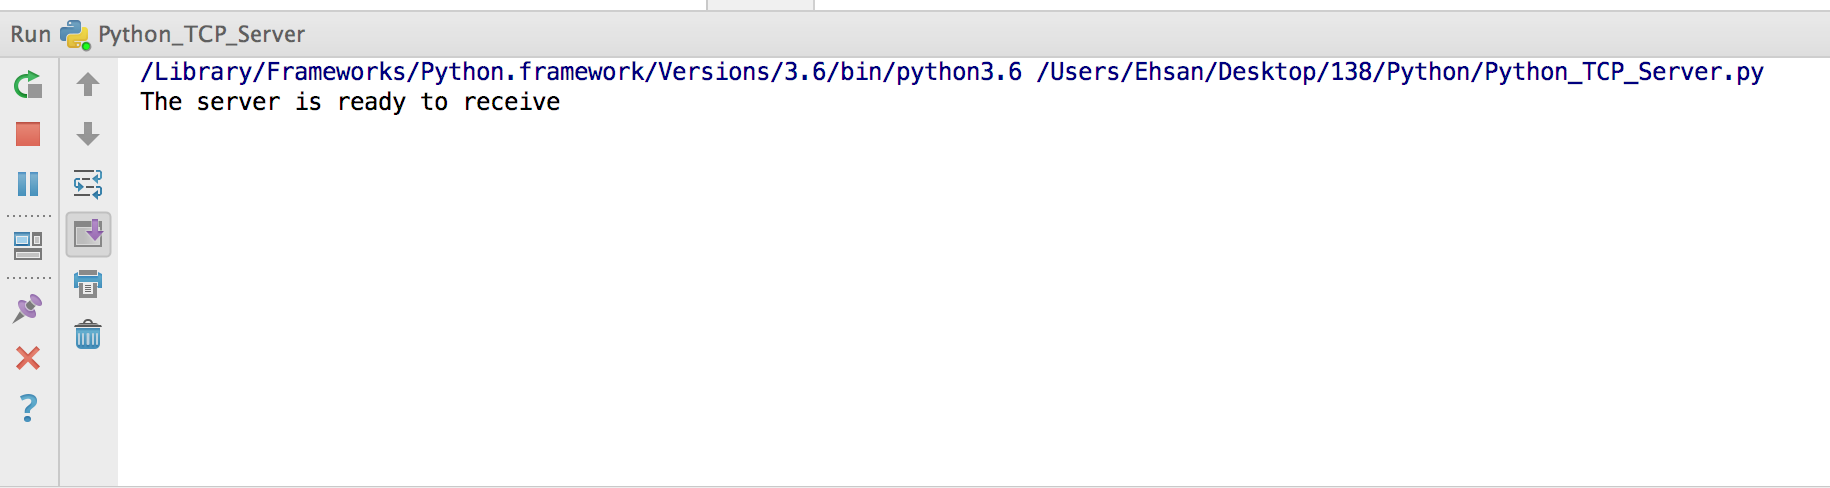 Run Python_TCP_Server
/Library/Frameworks/Python.framework/Versions/3.6/bin/python3.6 /Users/Ehsan/Desktop/138/Python/Python_TCP_Server.py
The server is ready to receive
?